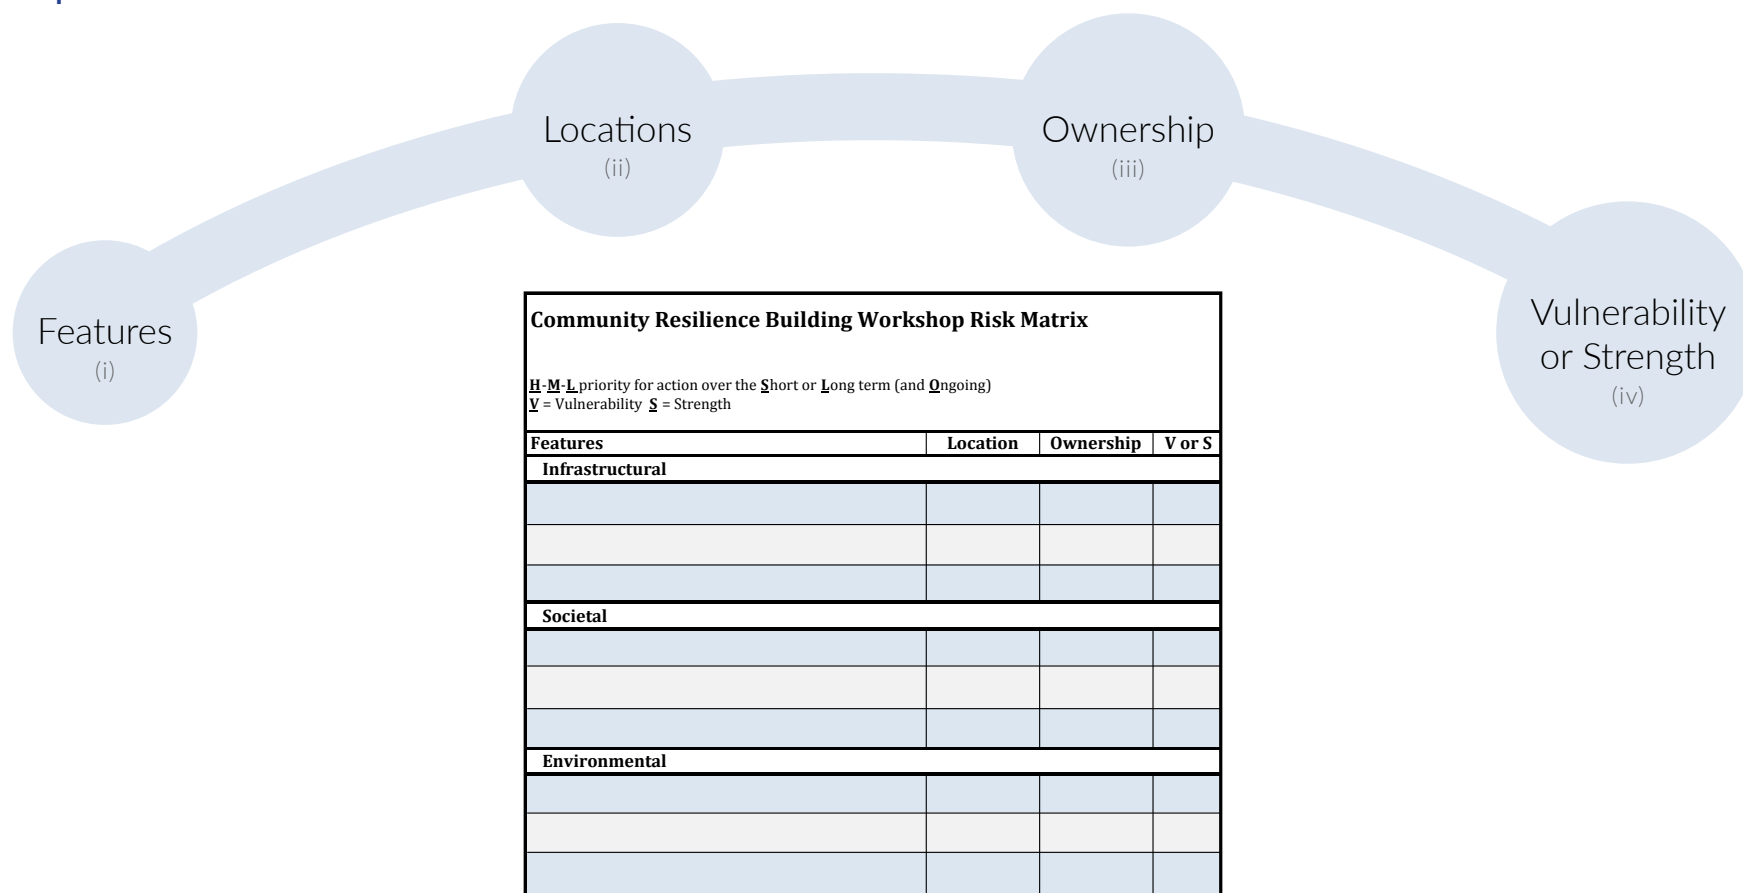 Locations
(ii)
Ownership
(iii)
Features
(i)
Vulnerability
or Strength
(iv)
Community Resilience Building Workshop Risk Matrix
H-M-L priority for action over the Short or Long term (and Ongoing)
V = Vulnerability S = Strength
Features Location Ownership V or S
Infrastructural
Societal
Environmental